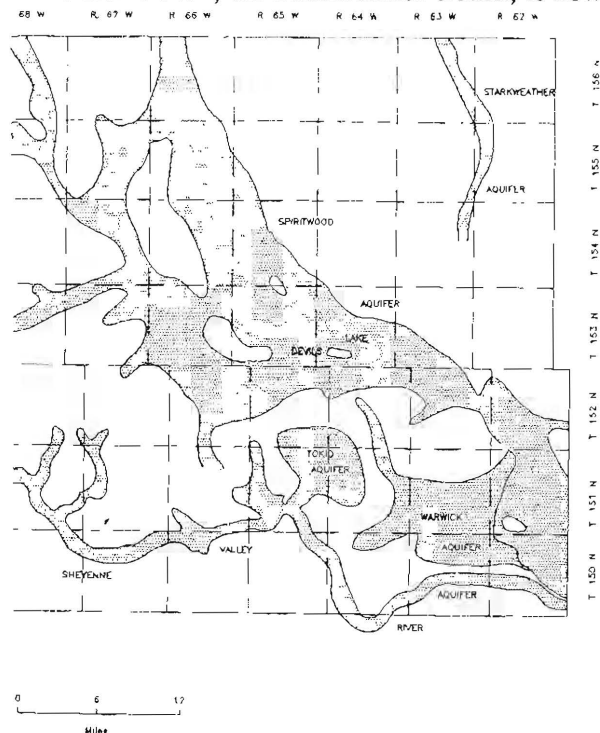 68 W R. 67 W R 66 W R 65 W R 64 W R 63 W R 62 W
T 156 N
STARKWEATHER
T 155 N
AQUIFER
SPIRITWOOD
T 154 N
AQUIFER
LAKE
DEVILS
T 153 N
T 152 N
TOKIO
AQUIFER
T 151 N
WARWICK
VALLEY
AQUIFER
SHEYENNE
T 150 N
AQUIFER
RIVER
0 6 12
Miles